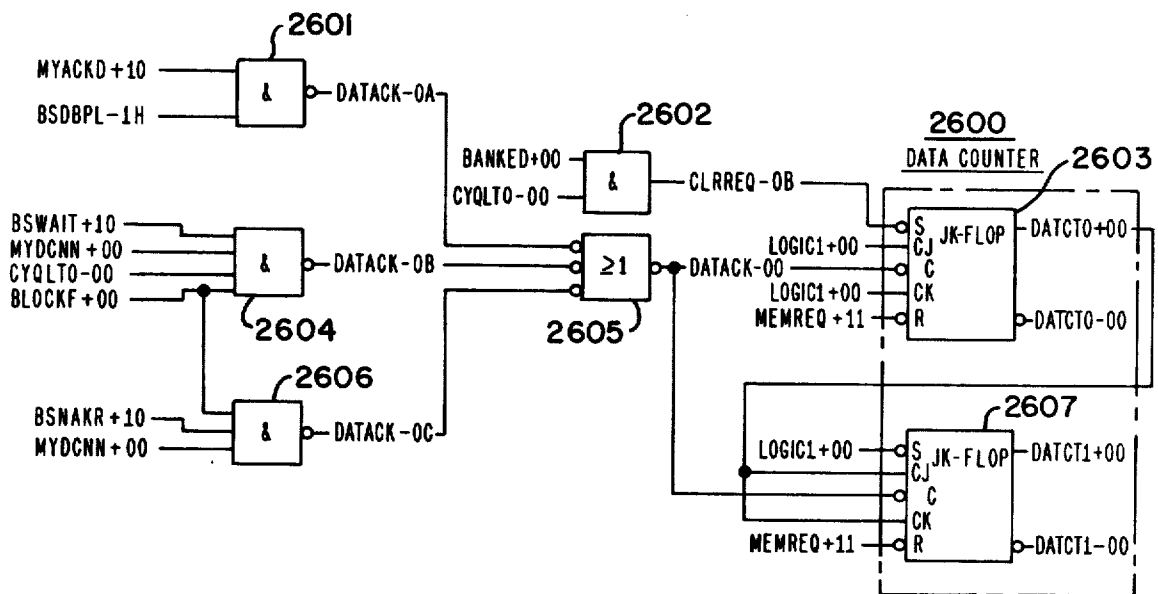 2601
MYACKD+10
&
DATACK-0A
BSDBPL-1H
2602
BANKED+00
&
CLRREQ-0B
CYQLT0-00
2600
DATA COUNTER
2603
S
JK-FLOP
DATCT0+00
LOGIC1+00
CJ
C
LOGIC1+00
CK
MEMREQ+11
R
DATCT0-00
BSWAIT+10
MYDCNN+00
CYQLT0-00
BLOCKF+00
&
DATACK-0B
2604
≥1
DATACK-00
2605
2606
BSNAKR+10
&
DATACK-0C
MYDCNN+00
2607
LOGIC1+00
S
JK-FLOP
DATCT1+00
CJ
C
CK
MEMREQ+11
R
DATCT1-00